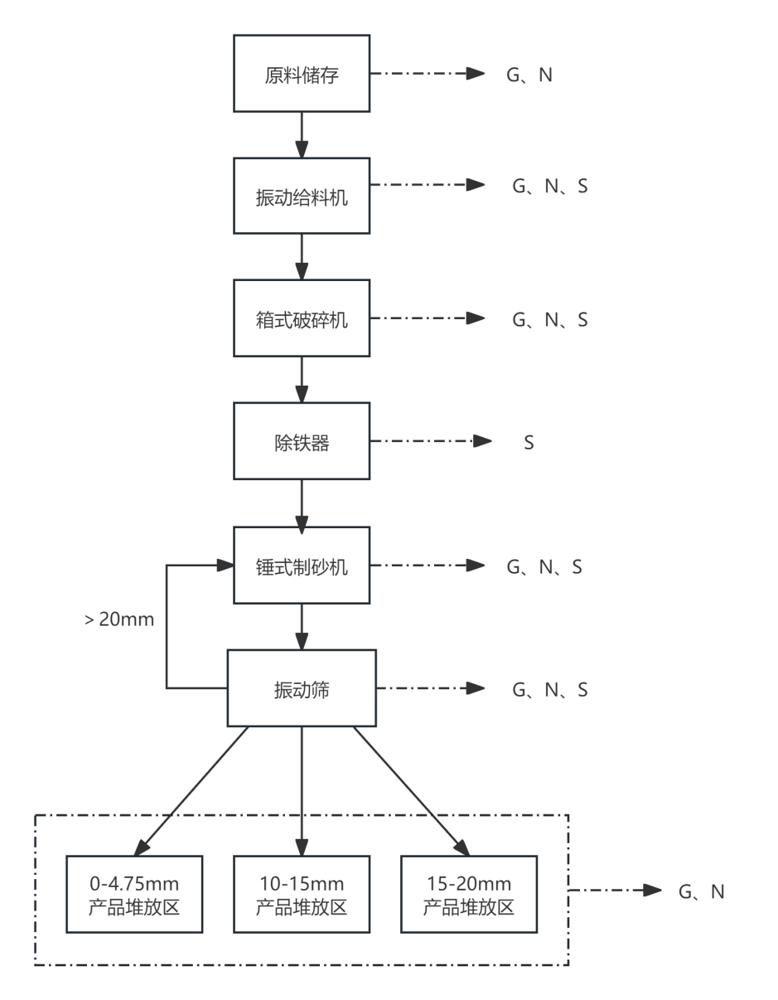 原料储存
G、N
振动给料机
G、N、S
箱式破碎机
G、N、S
除铁器
S
锤式制砂机
G、N、S
＞20mm
振动筛
G、N、S
0-4.75mm
产品堆放区
10-15mm
产品堆放区
15-20mm
产品堆放区
G、N